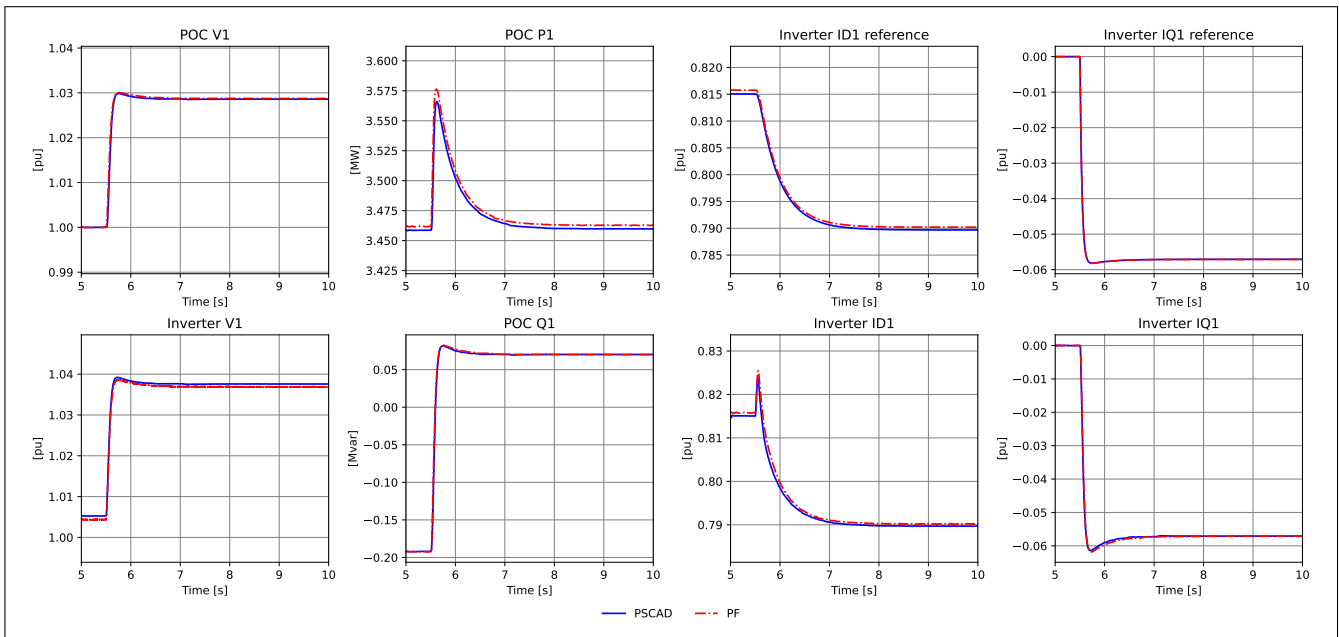 POC V1
POC P1
Inverter ID1 reference
Inverter IQ1 reference
1.04
1.03
1.02
1.01
1.00
0.99
[pu]
5 6 7 8 9 10
Time [s]
3.600
3.575
3.550
3.525
3.500
3.475
3.450
3.425
[MW]
5 6 7 8 9 10
Time [s]
0.820
0.815
0.810
0.805
0.800
0.795
0.790
0.785
[pu]
5 6 7 8 9 10
Time [s]
0.00
−0.01
−0.02
−0.03
−0.04
−0.05
−0.06
[pu]
5 6 7 8 9 10
Time [s]
Inverter V1
POC Q1
Inverter ID1
Inverter IQ1
1.04
1.03
1.02
1.01
1.00
[pu]
5 6 7 8 9 10
Time [s]
0.05
0.00
−0.05
−0.10
−0.15
−0.20
[Mvar]
5 6 7 8 9 10
Time [s]
0.83
0.82
0.81
0.80
0.79
[pu]
5 6 7 8 9 10
Time [s]
0.00
−0.01
−0.02
−0.03
−0.04
−0.05
−0.06
[pu]
5 6 7 8 9 10
Time [s]
PSCAD PF